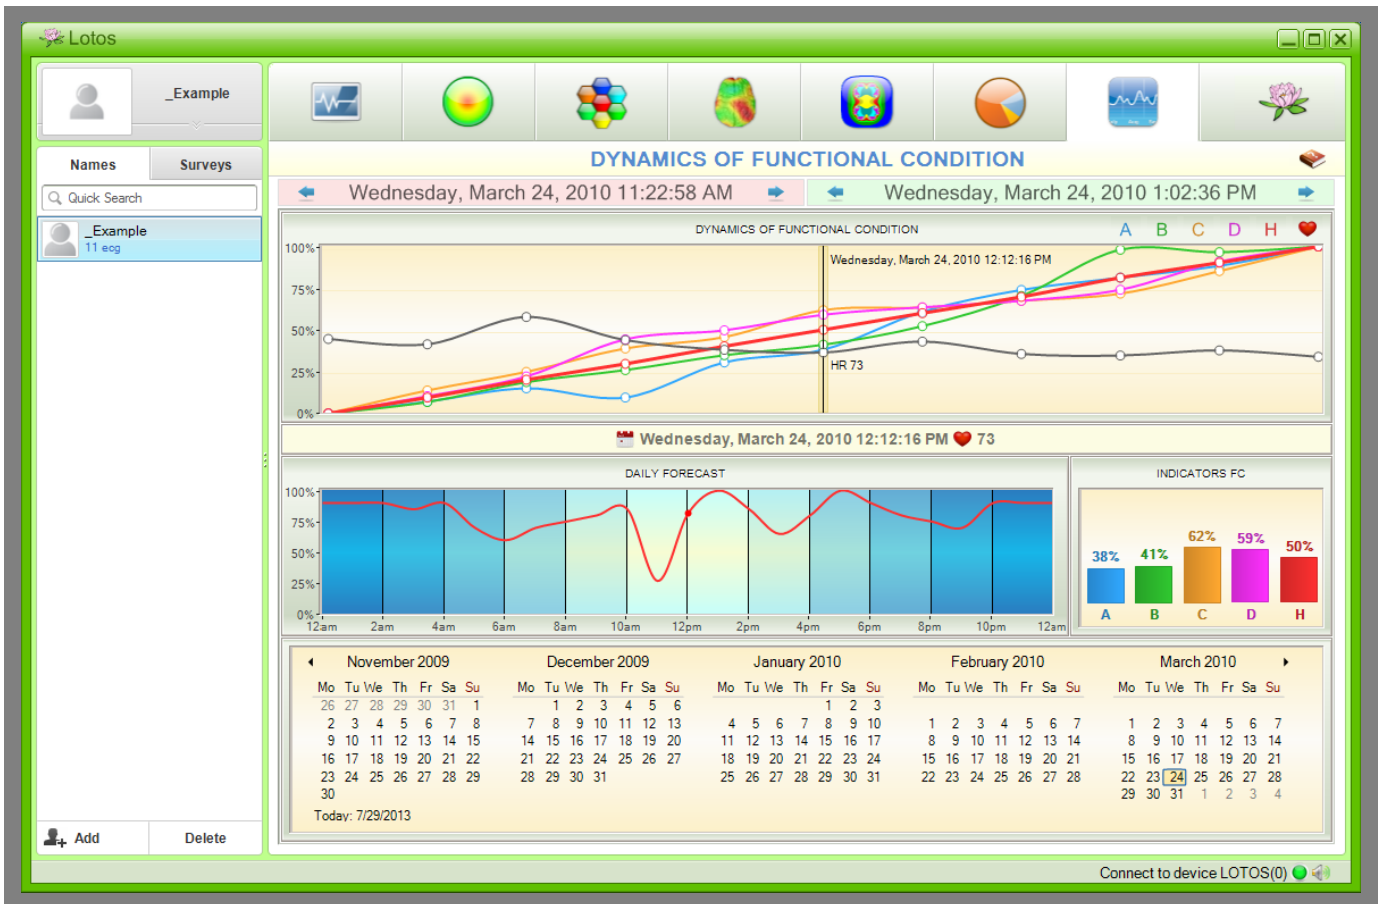 Lotos
_Example
Names Surveys
Quick Search
_Example
11 ecg
Add Delete
DYNAMICS OF FUNCTIONAL CONDITION
Wednesday, March 24, 2010 11:22:58 AM Wednesday, March 24, 2010 1:02:36 PM
DYNAMICS OF FUNCTIONAL CONDITION A B C D H
100%
Wednesday, March 24, 2010 12:12:16 PM
75%
50%
25%
HR 73
0%
Wednesday, March 24, 2010 12:12:16 PM 73
DAILY FORECAST
100%
75%
50%
25%
0%
12am 2am 4am 6am 8am 10am 12pm 2pm 4pm 6pm 8pm 10pm 12am
INDICATORS FC
38% 41% 62% 59% 50%
A B C D H
November 2009 December 2009 January 2010 February 2010 March 2010
Mo Tu We Th Fr Sa Su Mo Tu We Th Fr Sa Su Mo Tu We Th Fr Sa Su Mo Tu We Th Fr Sa Su Mo Tu We Th Fr Sa Su
26 27 28 29 30 31 1 1 2 3 4 5 6 1 2 3
2 3 4 5 6 7 8 7 8 9 10 11 12 13 4 5 6 7 8 9 10 1 2 3 4 5 6 7 1 2 3 4 5 6 7
9 10 11 12 13 14 15 14 15 16 17 18 19 20 11 12 13 14 15 16 17 8 9 10 11 12 13 14 8 9 10 11 12 13 14
16 17 18 19 20 21 22 21 22 23 24 25 26 27 18 19 20 21 22 23 24 15 16 17 18 19 20 21 15 16 17 18 19 20 21
23 24 25 26 27 28 29 28 29 30 31 25 26 27 28 29 30 31 22 23 24 25 26 27 28 22 23 24 25 26 27 28
30 29 30 31 1 2 3 4
Today: 7/29/2013
Connect to device LOTOS(0)